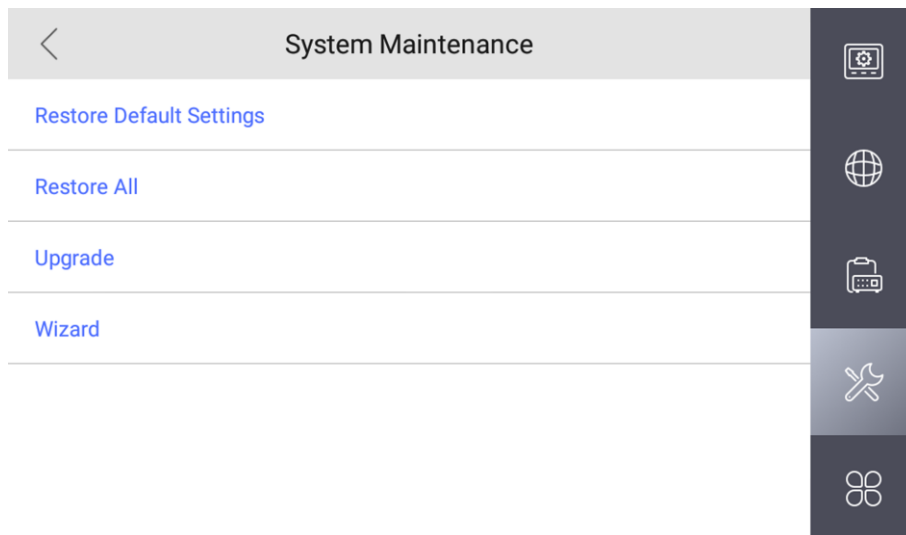 System Maintenance
Restore Default Settings
Restore All
Upgrade
Wizard